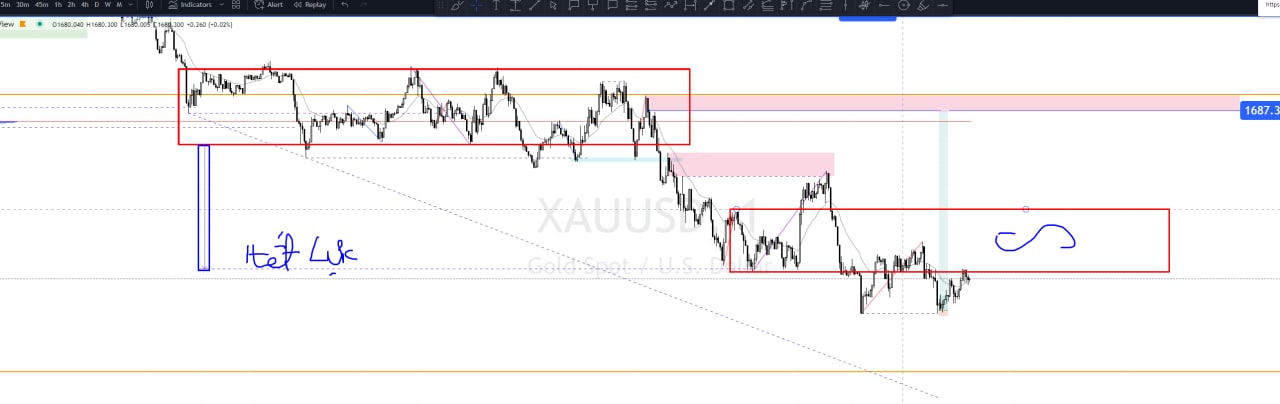 5m 30m 45m 1h 2h 4h D W M Indicators Alert Replay
https
View O1680.040 H1680.300 L1680.005 C1680.300 +0.260 (+0.02%)
1687.3
XAUUSD, 1
Gold Spot / U.S. Dollar
Hết Lực